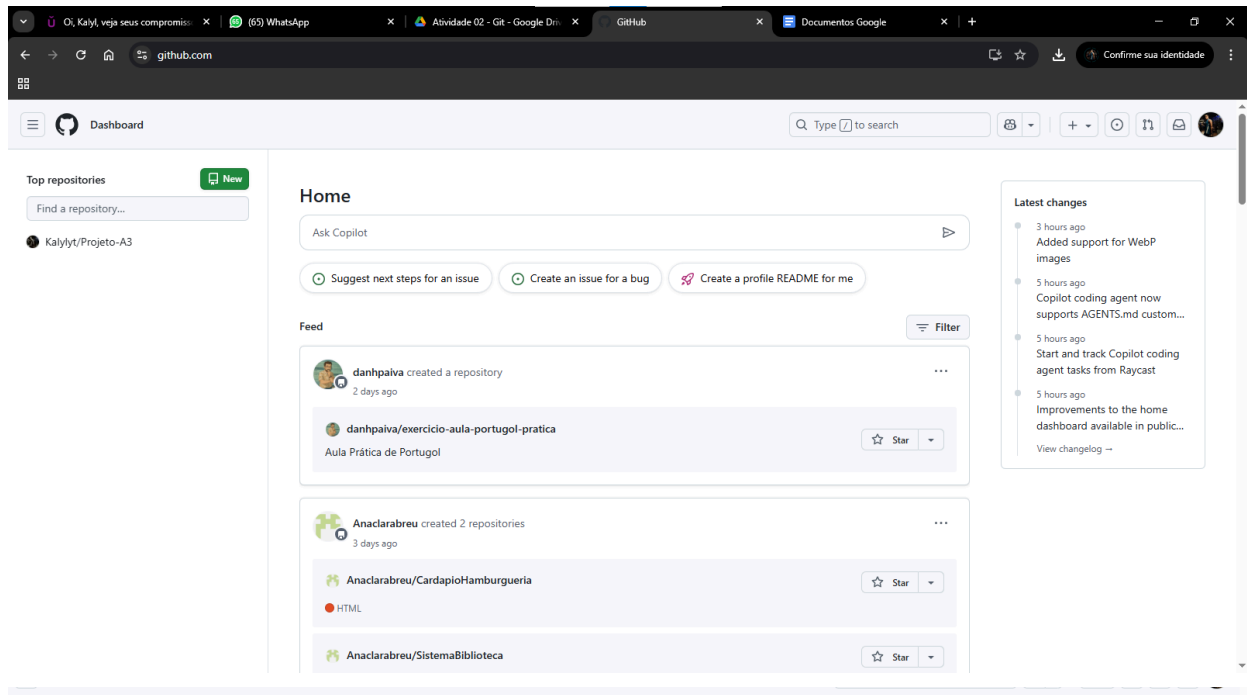 Oi, Kalyl, veja seus compromiss
(65) WhatsApp
Atividade 02 - Git - Google Driv
GitHub
Documentos Google
github.com
Confirme sua identidade
Dashboard
Type / to search
Top repositories
New
Find a repository...
Kalylyt/Projeto-A3
Home
Ask Copilot
Suggest next steps for an issue
Create an issue for a bug
Create a profile README for me
Feed
Filter
danhpaiva created a repository
2 days ago
danhpaiva/exercicio-aula-portugol-pratica
Star
Aula Prática de Portugol
Anaclarabreu created 2 repositories
3 days ago
Anaclarabreu/CardapioHamburgueria
Star
HTML
Anaclarabreu/SistemaBiblioteca
Star
Latest changes
3 hours ago
Added support for WebP
images
5 hours ago
Copilot coding agent now
supports AGENTS.md custom...
5 hours ago
Start and track Copilot coding
agent tasks from Raycast
5 hours ago
Improvements to the home
dashboard available in public...
View changelog →